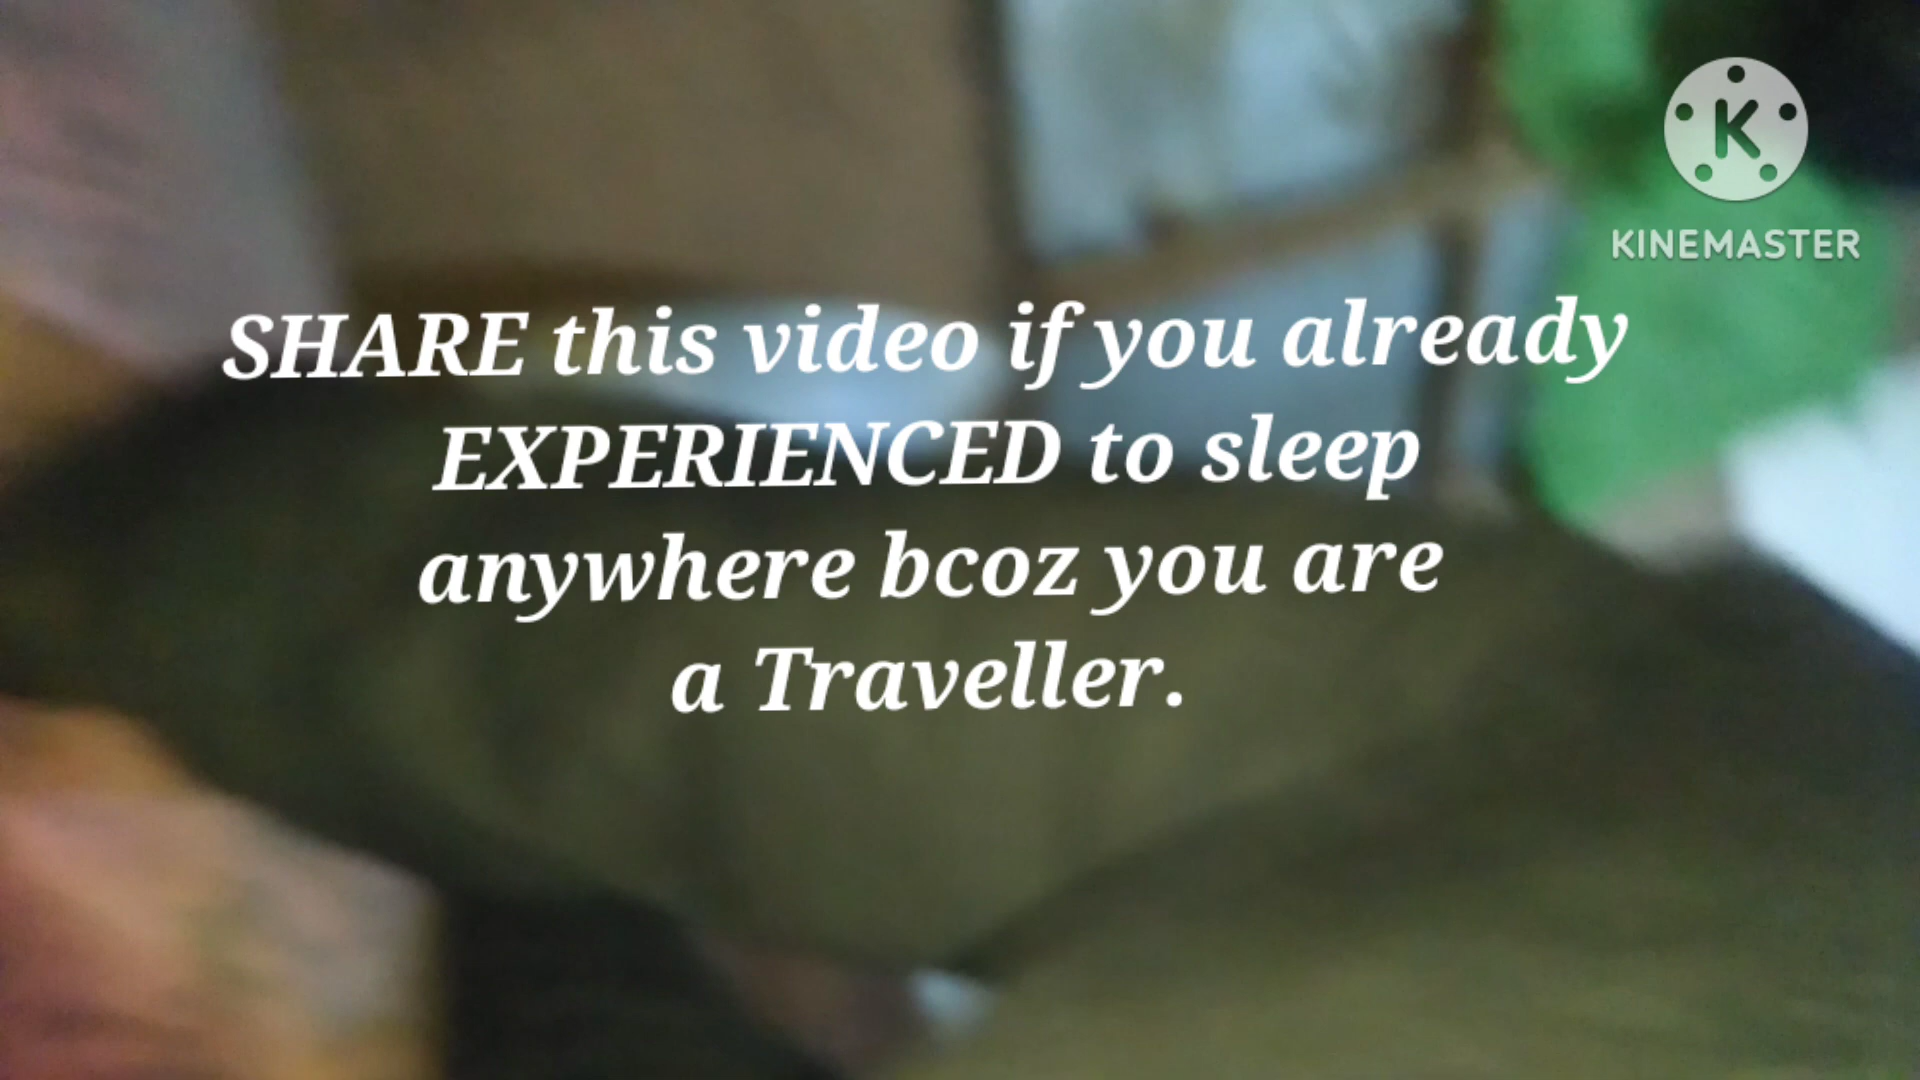 K
KINEMASTER
SHARE this video if you already
EXPERIENCED to sleep
anywhere bcoz you are
a Traveller.